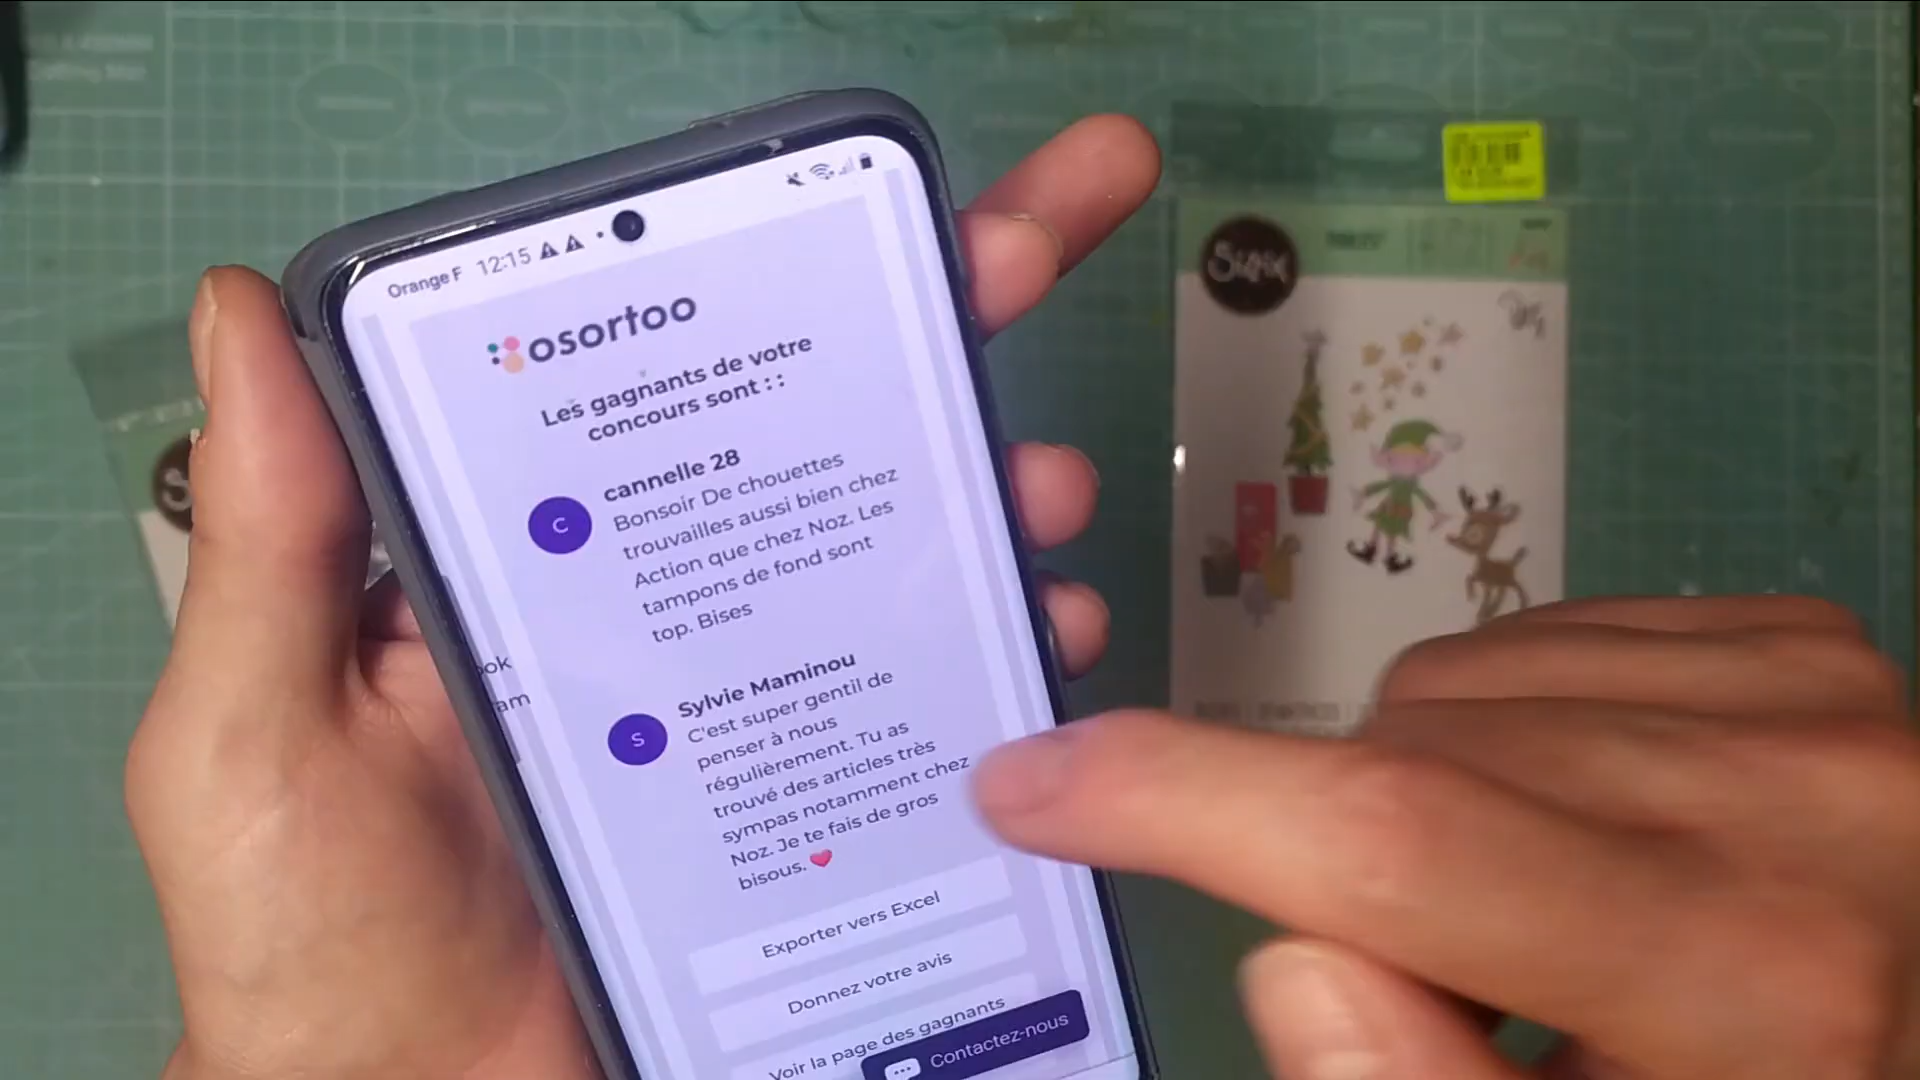 Orange F 12:15
osortoo
Les gagnants de votre
concours sont : :
cannelle 28
C
Bonsoir De chouettes
trouvailles aussi bien chez
Action que chez Noz. Les
tampons de fond sont
top. Bises
ook
am
Sylvie Maminou
S
C'est super gentil de
penser à nous
régulièrement. Tu as
trouvé des articles très
sympas notamment chez
Noz. Je te fais de gros
bisous. ❤️
Exporter vers Excel
Donnez votre avis
Voir la page des gagnants
Contactez-nous
Sizzix